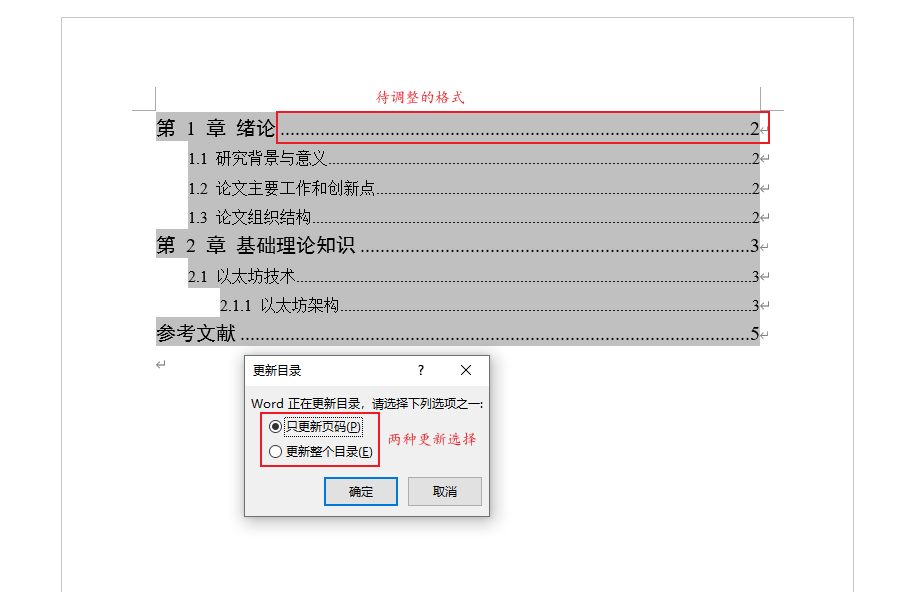 待调整的格式
第 1 章 绪论........................................................................................................2
1.1 研究背景与意义........................................................................................................2
1.2 论文主要工作和创新点........................................................................................................2
1.3 论文组织结构........................................................................................................2
第 2 章 基础理论知识........................................................................................................3
2.1 以太坊技术........................................................................................................3
2.1.1 以太坊架构........................................................................................................3
参考文献........................................................................................................5
更新目录 ? ×
Word 正在更新目录，请选择下列选项之一:
只更新页码(P)
两种更新选择
更新整个目录(E)
确定 取消